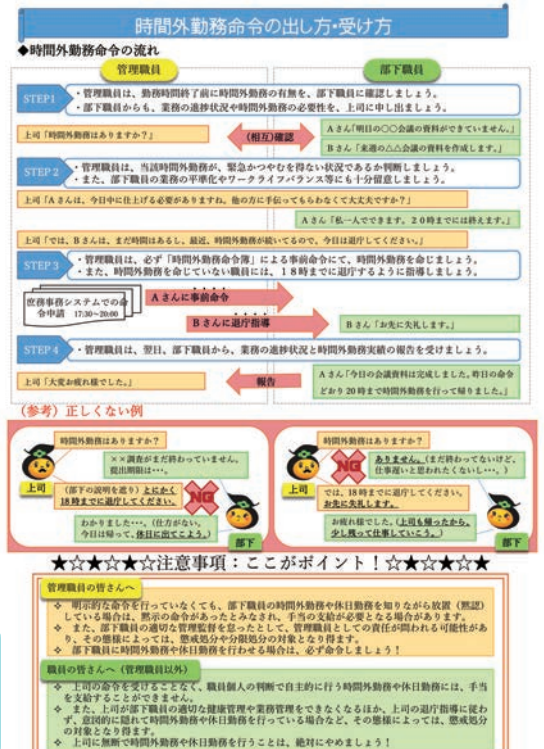 時間外勤務命令の出し方・受け方
◆時間外勤務命令の流れ
管理職員
部下職員
STEP1
・管理職員は、勤務時間終了前に時間外勤務の有無を、部下職員に確認しましょう。
・部下職員からも、業務の進捗状況や時間外勤務の必要性を、上司に申し出ましょう。
上司「時間外勤務はありますか？」
(相互)確認
Aさん「明日の〇〇会議の資料ができていません。」
Bさん「来週の△△会議の資料を作成します。」
STEP 2
・管理職員は、当該時間外勤務が、緊急かつやむを得ない状況であるか判断しましょう。
・また、部下職員の業務の平準化やワークライフバランス等にも十分留意しましょう。
上司「Aさんは、今日中に仕上げる必要がありますね。他の方に手伝ってもらわなくて大丈夫ですか？」
Aさん「私一人でできます。２０時までには終えます。」
上司「では、Bさんは、まだ時間はあるし、最近、時間外勤務が続いてるので、今日は退庁してください。」
STEP 3
・管理職員は、必ず「時間外勤務命令簿」による事前命令にて、時間外勤務を命じましょう。
・また、時間外勤務を命じていない職員には、１８時までに退庁するように指導しましょう。
庶務事務システムでの命
令申請 17:30～20:00
Aさんに事前命令
Bさんに退庁指導
Bさん「お先に失礼します。」
STEP 4
・管理職員は、翌日、部下職員から、業務の進捗状況と時間外勤務実績の報告を受けましょう。
上司「大変お疲れ様でした。」
報告
Aさん「今日の会議資料は完成しました。昨日の命令
どおり 20 時まで時間外勤務を行って帰りました。」
(参考) 正しくない例
時間外勤務はありますか？
××調査がまだ終わっていません。
提出期限は・・・。
上司
(部下の説明を遮り) とにかく
18 時までに退庁してください。
NG
わかりました・・・。(仕方がない。
今日は帰って、休日に出てこよう。)
部下
時間外勤務はありますか？
NG
ありません。(まだ終わってないけど、
仕事遅いと思われたくないし・・・。)
上司
では、18 時までに退庁してください。
お先に失礼します。
お疲れ様でした。(上司も帰ったから、
少し残って仕事していこう。)
部下
★☆★☆★☆注意事項：ここがポイント！☆★☆★☆★
管理職員の皆さんへ
❖ 明示的な命令を行っていなくても、部下職員の時間外勤務や休日勤務を知りながら放置（黙認）
している場合は、黙示の命令があったとみなされ、手当の支給が必要となる場合があります。
❖ また、部下職員の適切な管理監督を怠ったとして、管理職員としての責任が問われる可能性があ
り、その態様によっては、懲戒処分や分限処分の対象となり得ます。
❖ 部下職員に時間外勤務や休日勤務を行わせる場合は、必ず命令しましょう！
職員の皆さんへ（管理職員以外）
❖ 上司の命令を受けることなく、職員個人の判断で自主的に行う時間外勤務や休日勤務には、手当
を支給することができません。
❖ また、上司が部下職員の適切な健康管理や業務管理をできなくなるほか、上司の退庁指導に従わ
ず、意図的に隠れて時間外勤務や休日勤務を行っている場合など、その態様によっては、懲戒処分
の対象となり得ます。
❖ 上司に無断で時間外勤務や休日勤務を行うことは、絶対にやめましょう！